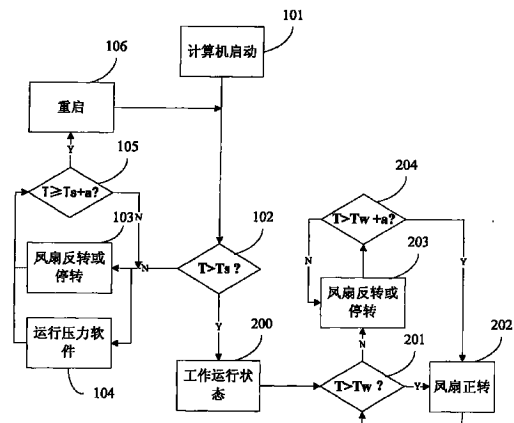 101
计算机启动
106
重启
Y
105
T≥Ts+a?
N
103
风扇反转或
停转
N
102
T>Ts ?
运行压力软
件
104
Y
200
工作运行状
态
204
T>Tw +a?
N
Y
203
风扇反转或
停转
N
201
T>Tw ?
Y
202
风扇正转